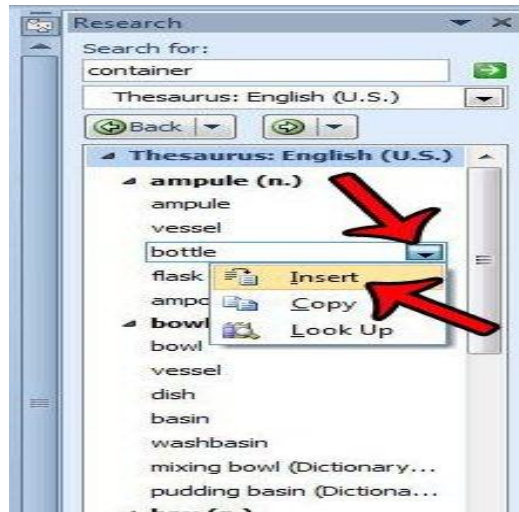 Research
Search for:
container
Thesaurus: English (U.S.)
Back
Thesaurus: English (U.S.)
ampule (n.)
ampule
vessel
bottle
flask
Insert
Copy
bowl
Look Up
bowl
vessel
dish
basin
washbasin
mixing bowl (Dictionary...
pudding basin (Dictiona...